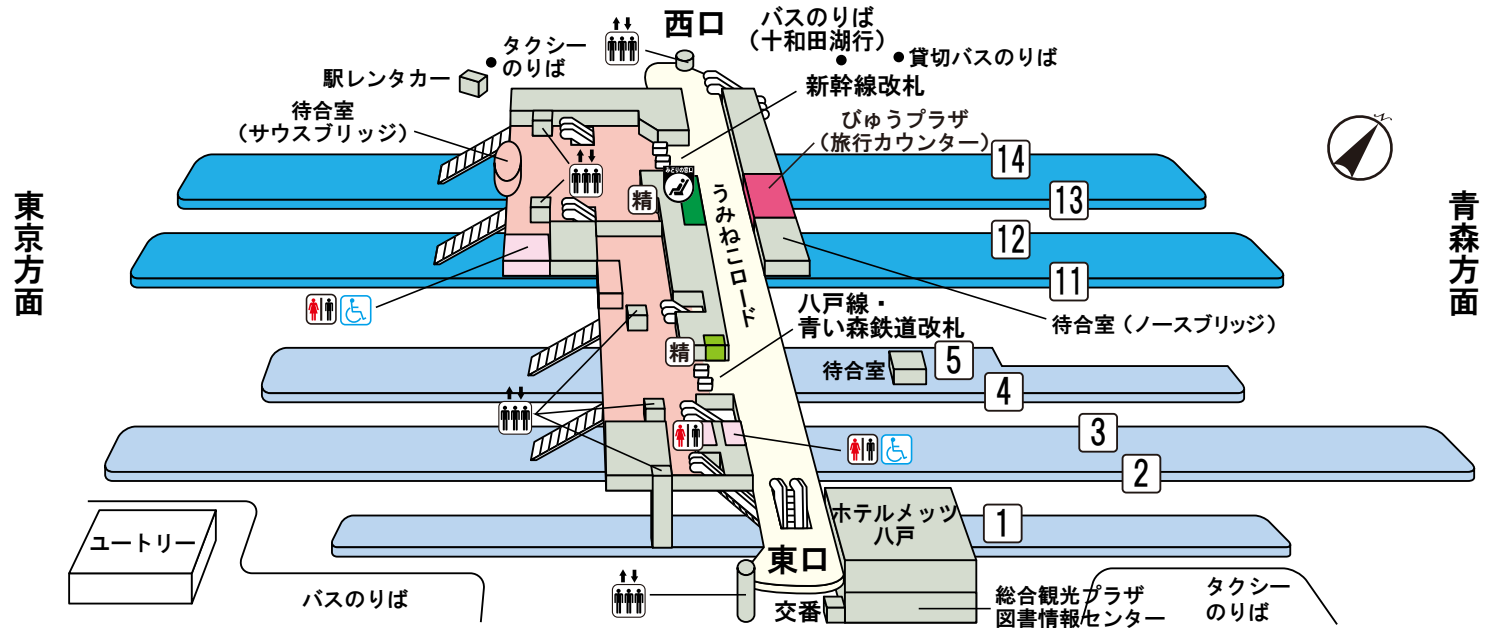 西口
バスのりば
（十和田湖行）
貸切バスのりば
タクシー
のりば
駅レンタカー
新幹線改札
待合室
（サウスブリッジ）
びゅうプラザ
（旅行カウンター）
14
13
みどりの窓口
精
うみねこロード
東京方面
青森方面
12
11
八戸線・
青い森鉄道改札
待合室（ノースブリッジ）
精
待合室
5
4
3
2
1
ホテルメッツ
八戸
ユートリー
東口
バスのりば
交番
総合観光プラザ
図書情報センター
タクシー
のりば